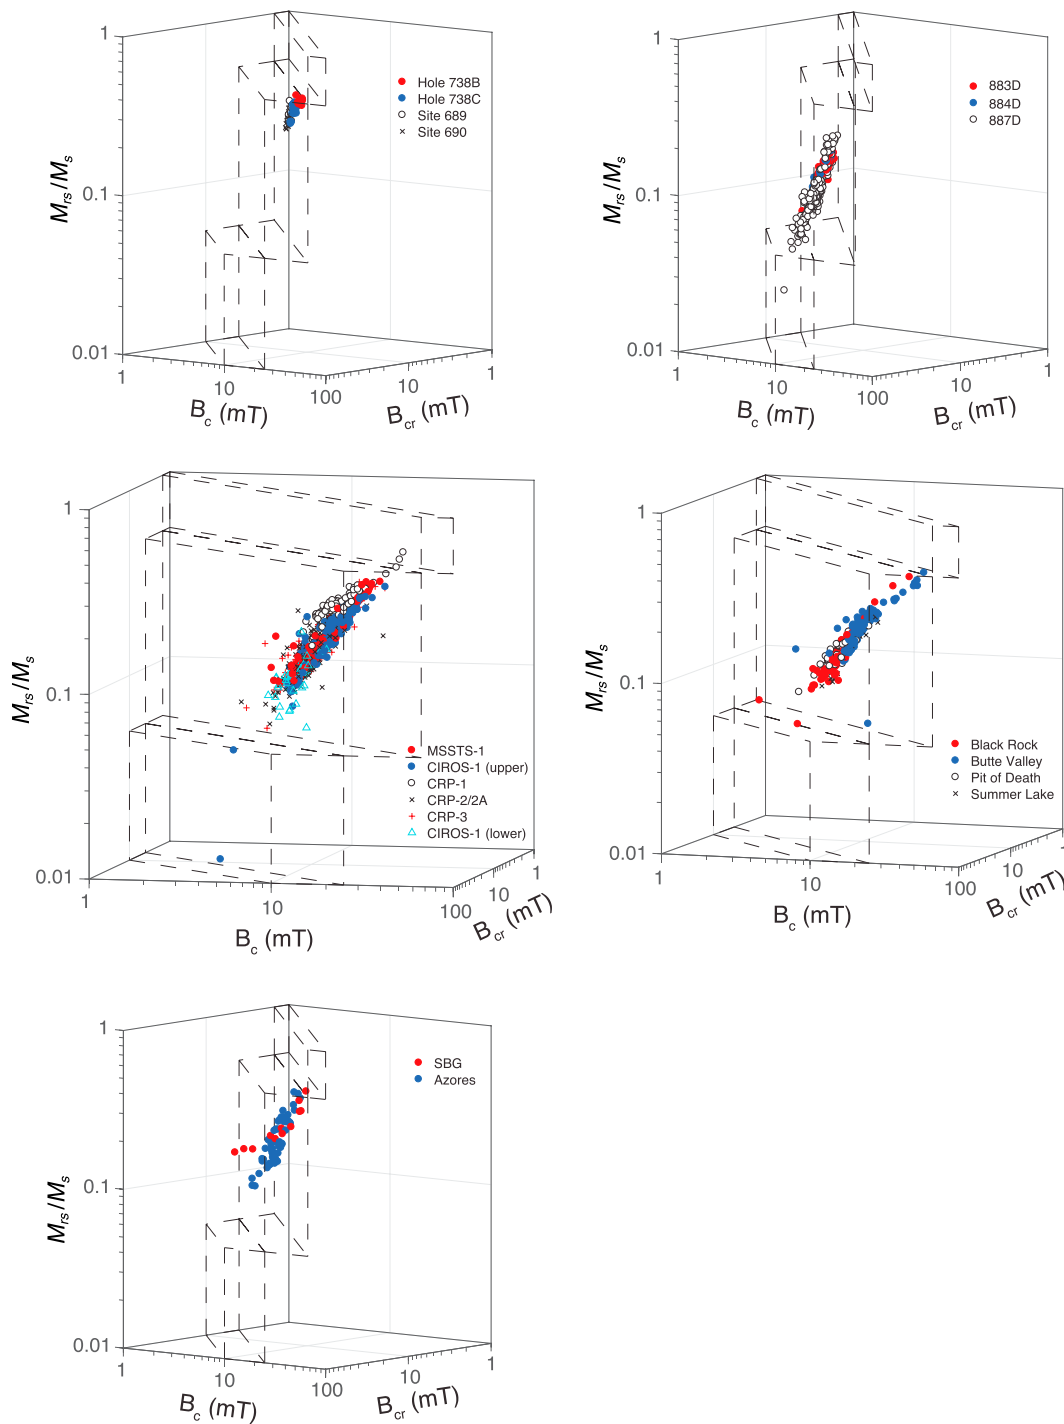 1
0.1
0.01
M_rs/M_s
1
10
100
10
1
B_c (mT)
B_cr (mT)
Hole 738B
Hole 738C
Site 689
Site 690
1
0.1
0.01
M_rs/M_s
1
10
100
10
1
B_c (mT)
B_cr (mT)
883D
884D
887D
1
0.1
0.01
M_rs/M_s
1
10
100
10
1
B_c (mT)
B_cr (mT)
MSSTS-1
CIROS-1 (upper)
CRP-1
CRP-2/2A
CRP-3
CIROS-1 (lower)
1
0.1
0.01
M_rs/M_s
1
10
100
10
1
B_c (mT)
B_cr (mT)
Black Rock
Butte Valley
Pit of Death
Summer Lake
1
0.1
0.01
M_rs/M_s
1
10
100
10
1
B_c (mT)
B_cr (mT)
SBG
Azores